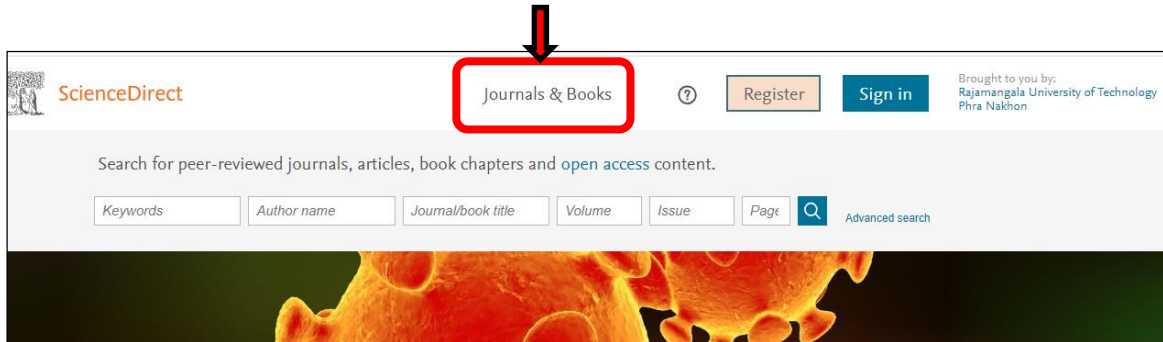 ScienceDirect
Journals & Books
?
Register
Sign in
Brought to you by:
Rajamangala University of Technology
Phra Nakhon
Search for peer-reviewed journals, articles, book chapters and open access content.
Keywords
Author name
Journal/book title
Volume
Issue
Page
Advanced search